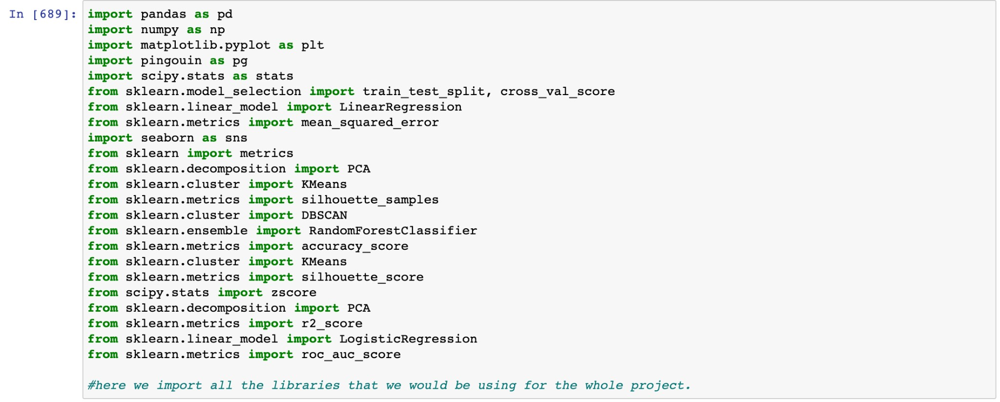 In [689]: import pandas as pd
import numpy as np
import matplotlib.pyplot as plt
import pingouin as pg
import scipy.stats as stats
from sklearn.model_selection import train_test_split, cross_val_score
from sklearn.linear_model import LinearRegression
from sklearn.metrics import mean_squared_error
import seaborn as sns
from sklearn import metrics
from sklearn.decomposition import PCA
from sklearn.cluster import KMeans
from sklearn.metrics import silhouette_samples
from sklearn.cluster import DBSCAN
from sklearn.ensemble import RandomForestClassifier
from sklearn.metrics import accuracy_score
from sklearn.cluster import KMeans
from sklearn.metrics import silhouette_score
from scipy.stats import zscore
from sklearn.decomposition import PCA
from sklearn.metrics import r2_score
from sklearn.linear_model import LogisticRegression
from sklearn.metrics import roc_auc_score
#here we import all the libraries that we would be using for the whole project.